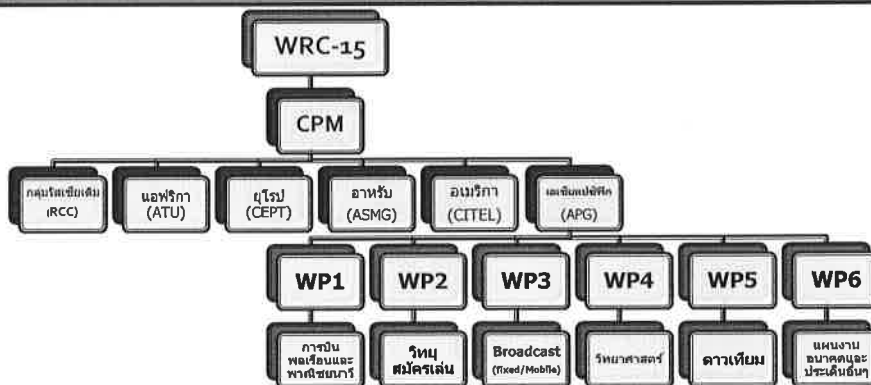 WRC-15
CPM
กลุ่มรัสเซียเดิม
(RCC)
แอฟริกา
(ATU)
ยุโรป
(CEPT)
อาหรับ
(ASMG)
อเมริกา
(CITEL)
เอเชียแปซิฟิก
(APG)
WP1
WP2
WP3
WP4
WP5
WP6
การบิน
พลเรือนและ
พาณิชยนาวี
วิทยุ
สมัครเล่น
Broadcast
(fixed/Mobile)
วิทยาศาสตร์
ดาวเทียม
แผนงาน
อนาคตและ
ประเด็นอื่นๆ